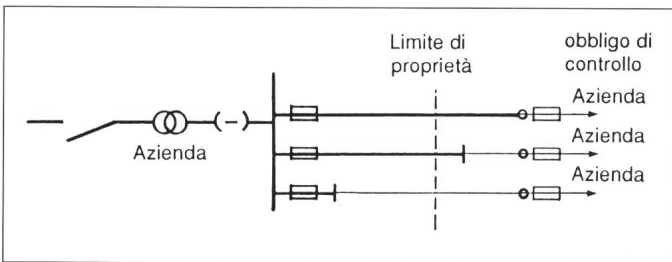 Limite di
proprietà
obbligo di
controllo
Azienda
Azienda
Azienda
Azienda